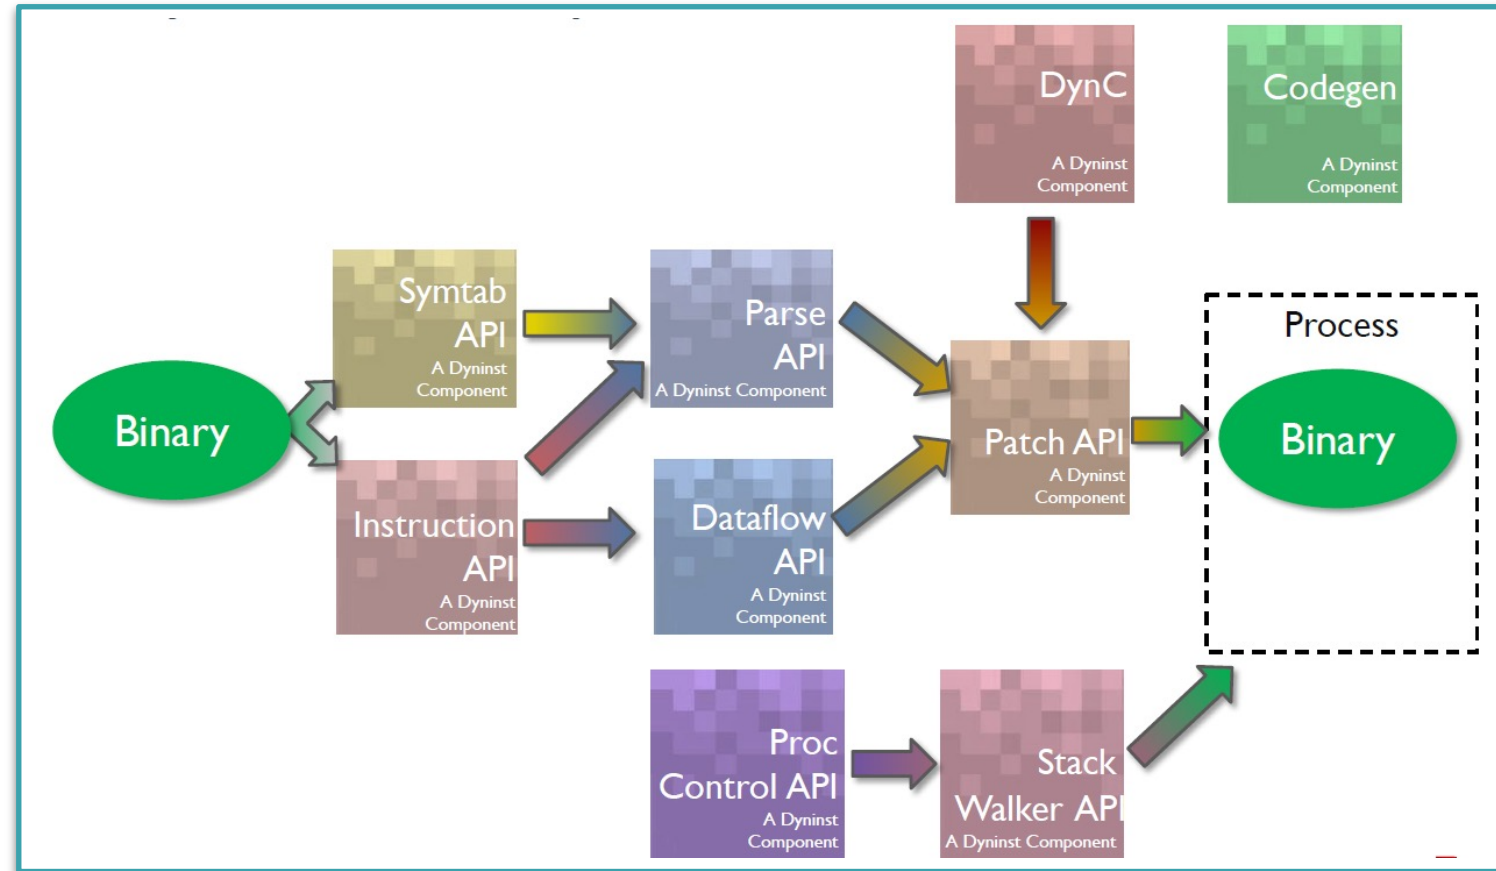 DynC
A Dyninst
Component
Codegen
A Dyninst
Component
Symtab
API
A Dyninst
Component
Parse
API
A Dyninst Component
Process
Binary
Binary
Patch API
A Dyninst
Component
Instruction
API
A Dyninst
Component
Dataflow
API
A Dyninst
Component
Proc
Control API
A Dyninst
Component
Stack
Walker API
A Dyninst Component